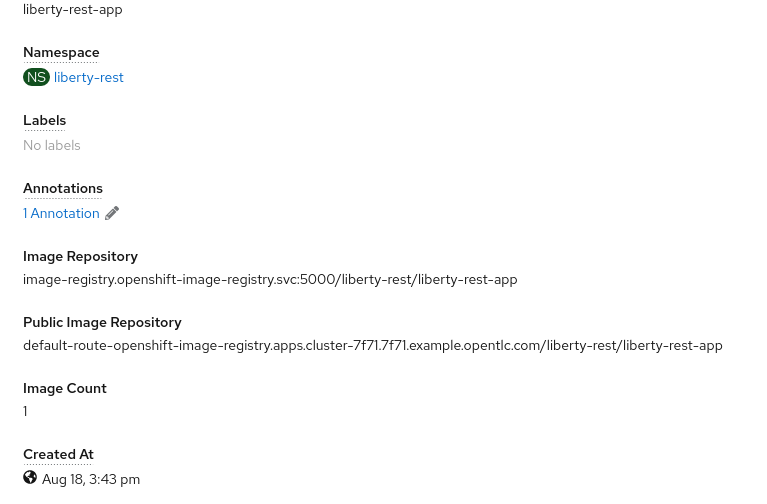 liberty-rest-app
Namespace
NS liberty-rest
Labels
No labels
Annotations
1 Annotation
Image Repository
image-registry.openshift-image-registry.svc:5000/liberty-rest/liberty-rest-app
Public Image Repository
default-route-openshift-image-registry.apps.cluster-7f71.7f71.example.opentlc.com/liberty-rest/liberty-rest-app
Image Count
1
Created At
Aug 18, 3:43 pm